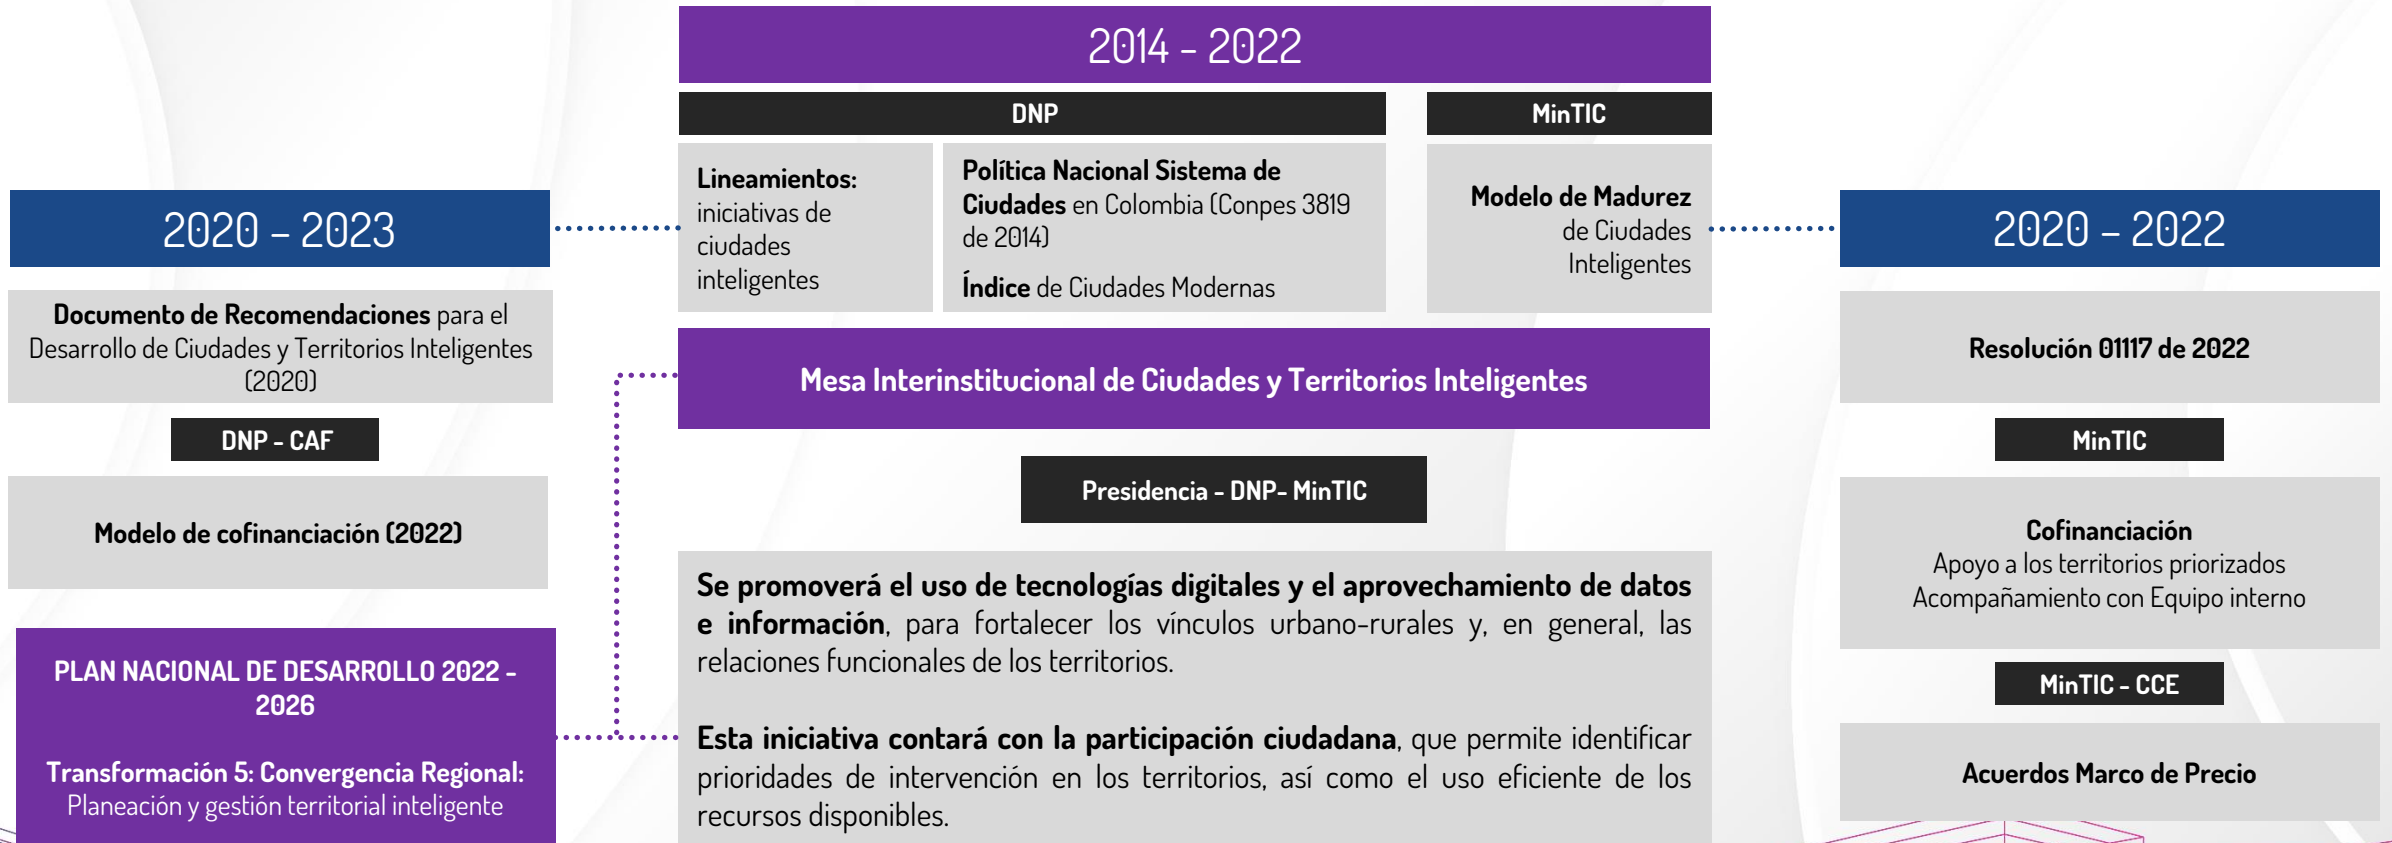 2014 – 2022
DNP
MinTIC
Lineamientos:
iniciativas de
ciudades
inteligentes
Política Nacional Sistema de
Ciudades en Colombia (Conpes 3819
de 2014)
Índice de Ciudades Modernas
Modelo de Madurez
de Ciudades
Inteligentes
2020 – 2023
Documento de Recomendaciones para el
Desarrollo de Ciudades y Territorios Inteligentes
(2020)
DNP - CAF
Modelo de cofinanciación (2022)
PLAN NACIONAL DE DESARROLLO 2022 -
2026
Transformación 5: Convergencia Regional:
Planeación y gestión territorial inteligente
Mesa Interinstitucional de Ciudades y Territorios Inteligentes
Presidencia - DNP- MinTIC
Se promoverá el uso de tecnologías digitales y el aprovechamiento de datos
e información, para fortalecer los vínculos urbano-rurales y, en general, las
relaciones funcionales de los territorios.
Esta iniciativa contará con la participación ciudadana, que permite identificar
prioridades de intervención en los territorios, así como el uso eficiente de los
recursos disponibles.
2020 – 2022
Resolución 01117 de 2022
MinTIC
Cofinanciación
Apoyo a los territorios priorizados
Acompañamiento con Equipo interno
MinTIC - CCE
Acuerdos Marco de Precio